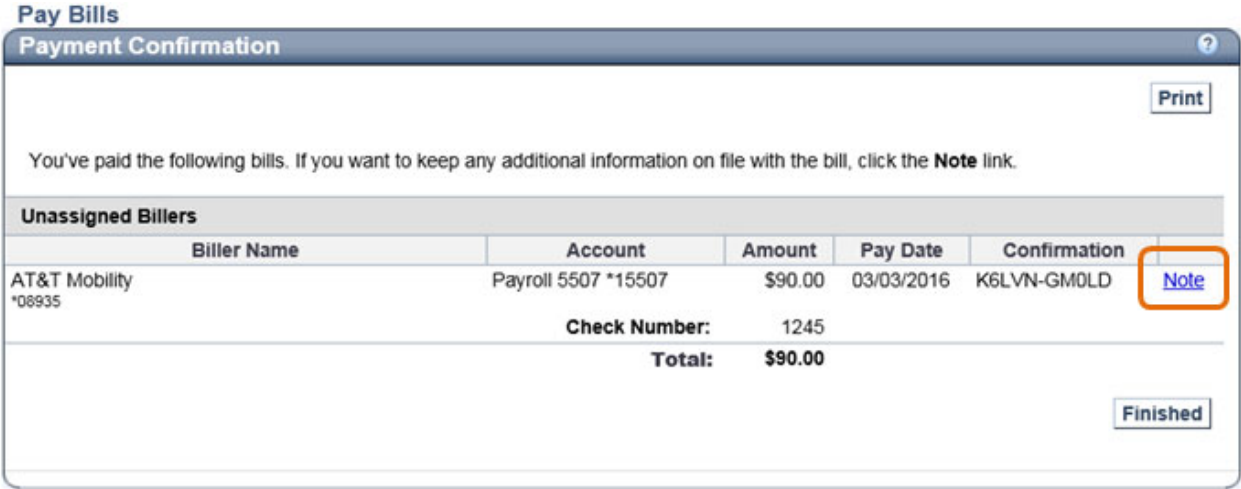 Pay Bills
Payment Confirmation ?
Print
You've paid the following bills. If you want to keep any additional information on file with the bill, click the Note link.
Unassigned Billers
Biller Name Account Amount Pay Date Confirmation
AT&T Mobility Payroll 5507 *15507 $90.00 03/03/2016 K6LVN-GM0LD Note
*08935
Check Number: 1245
Total: $90.00
Finished